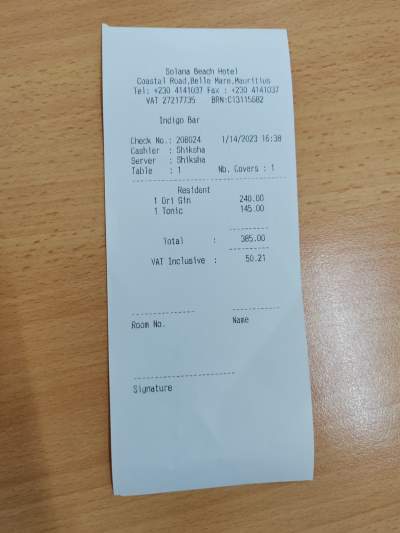 Solana Beach Hotel
Coastal Road,Belle Mare,Mauritius
Tel: +230 4141037 Fax : +230 4141037
VAT 27217735 BRN:C13115682
Indigo Bar
Check No.: 208024 1/14/2023 16:38
Cashier : Shiksha
Server : Shiksha
Table : 1 Nb. Covers : 1
Resident
1 Ori Gin 240.00
1 Tonic 145.00
Total : 385.00
VAT Inclusive : 50.21
Room No. Name
Signature